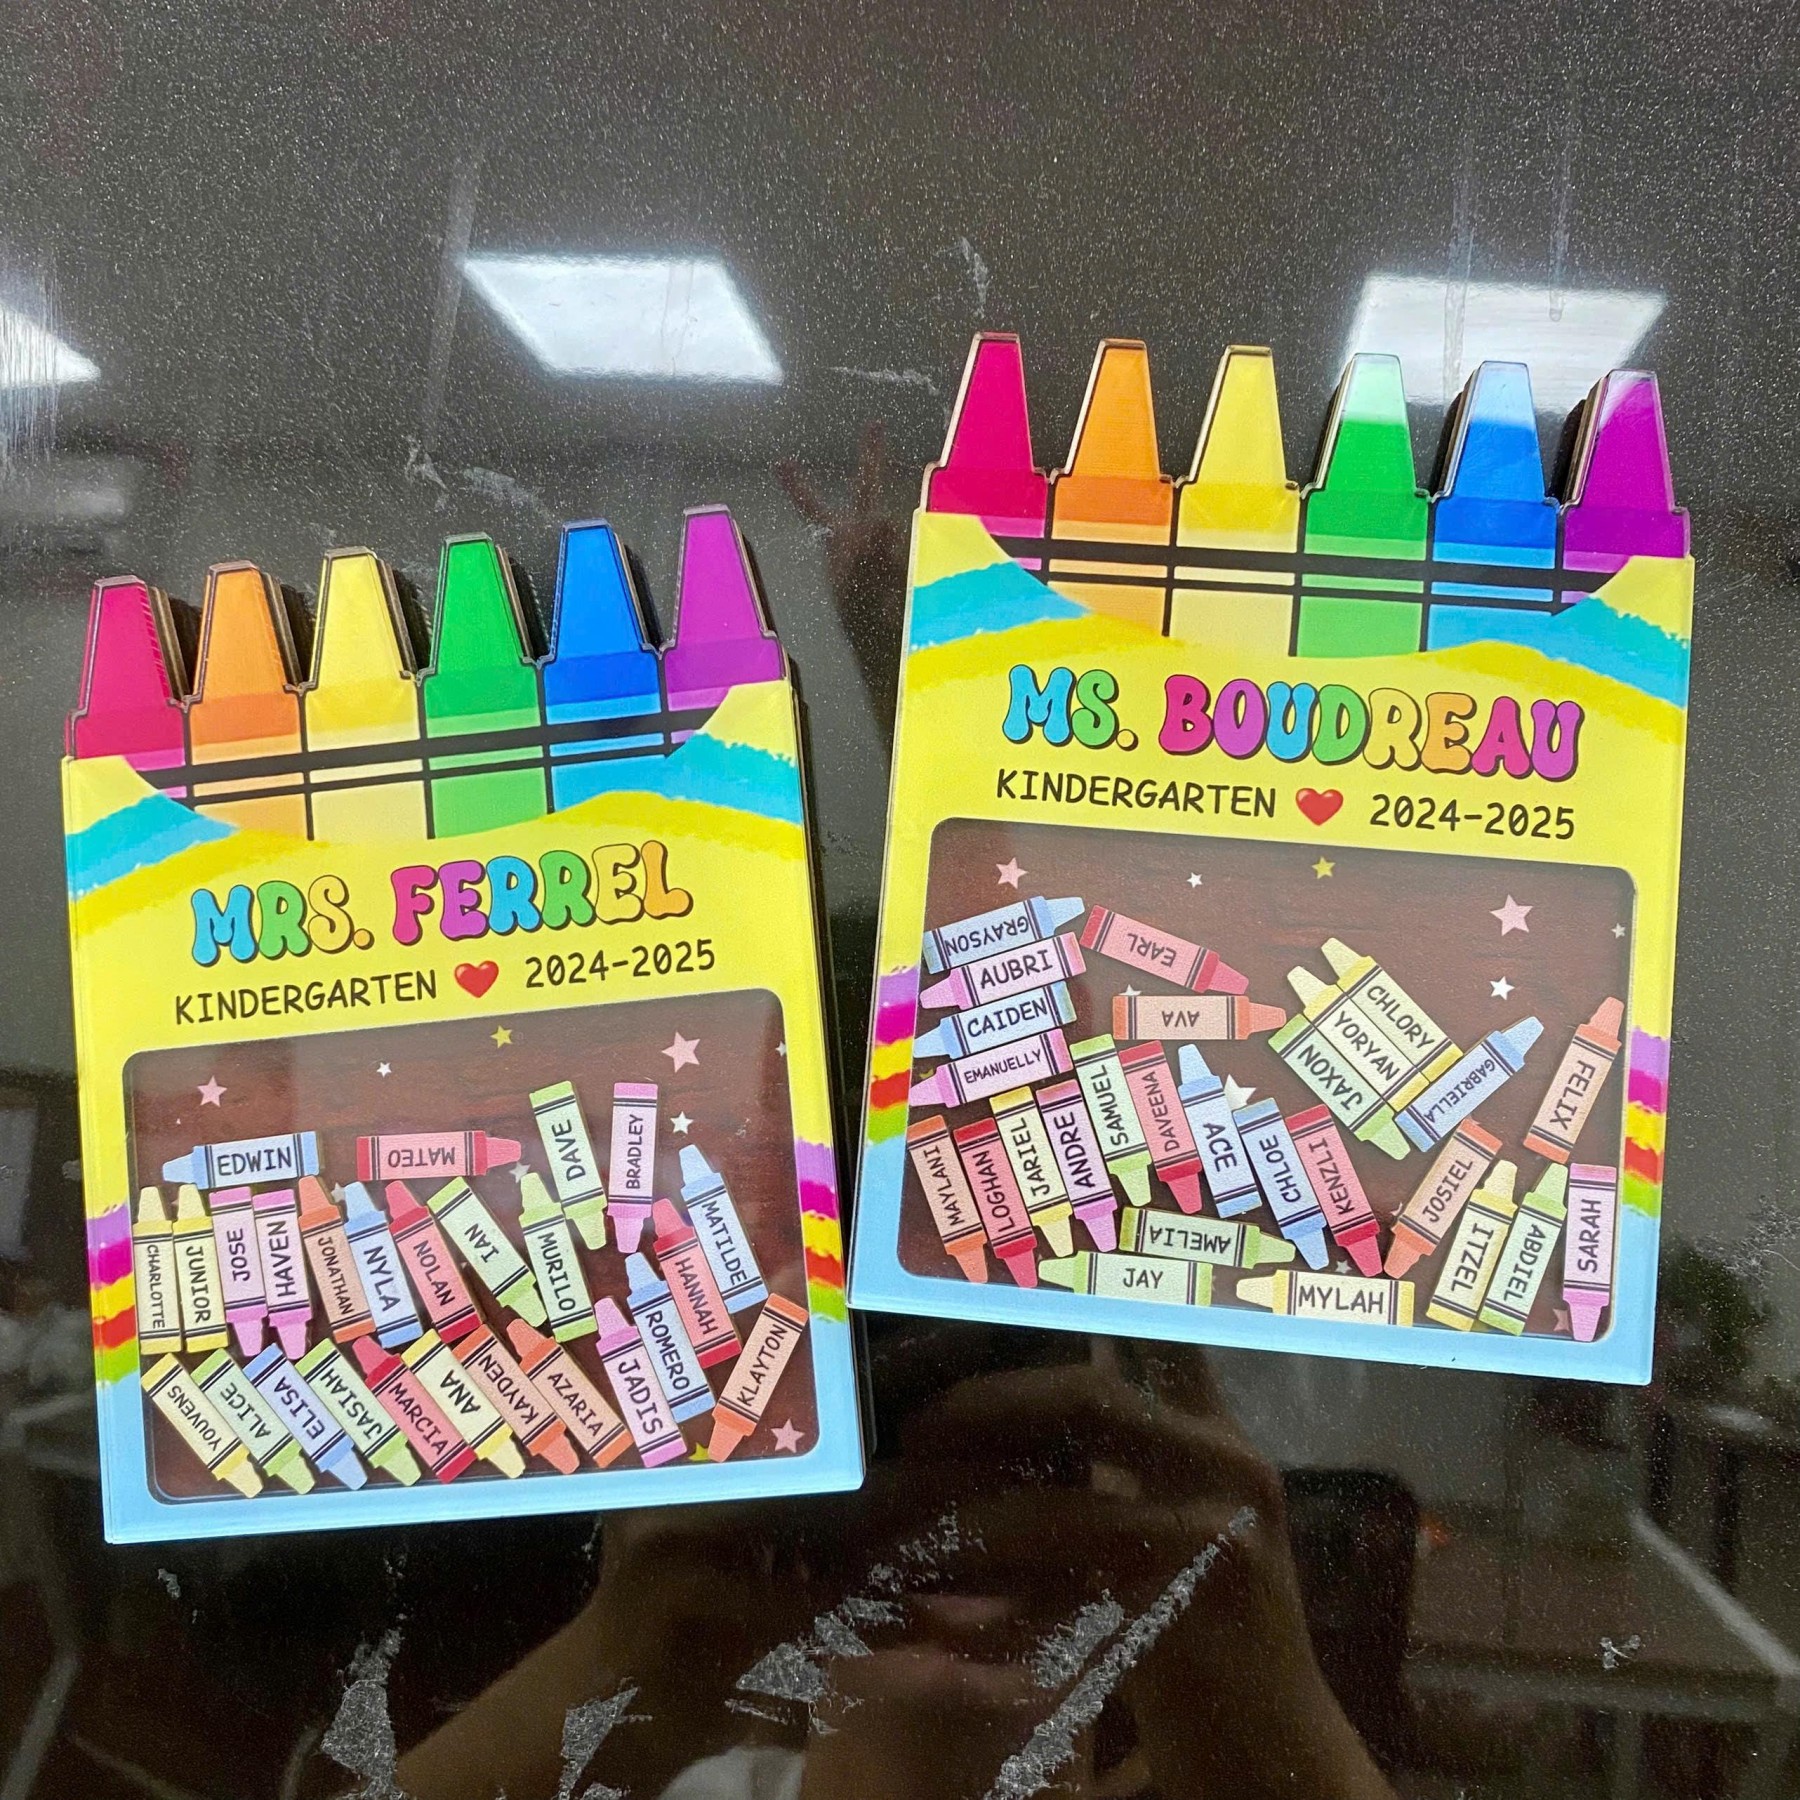 MRS. FERREL
KINDERGARTEN ❤ 2024-2025
EDWIN
MATEO
DAVE
BRADLEY
MATILDE
CHARLOTTE
JUNIOR
JOSE
HAVEN
JONATHAN
NYLA
NOLAN
IAN
MURILO
HANNAH
ROMERO
KLAYTON
YOUVENS
ALICE
ELISA
JASIAH
MARCIA
ANA
KAYDEN
AZARIA
JADIS
MS. BOUDREAU
KINDERGARTEN ❤ 2024-2025
GRAYSON
EARL
AUBRI
CAIDEN
AVA
EMANUELLY
CHLORY
YORYAN
JAXON
GABRIELLA
FELIX
MAYLANI
LOGHAN
JARIEL
ANDRE
SAMUEL
DAVEENA
ACE
CHLOE
KENZLI
JOSIEL
ITZEL
ABDIEL
SARAH
AMELIA
JAY
MYLAH